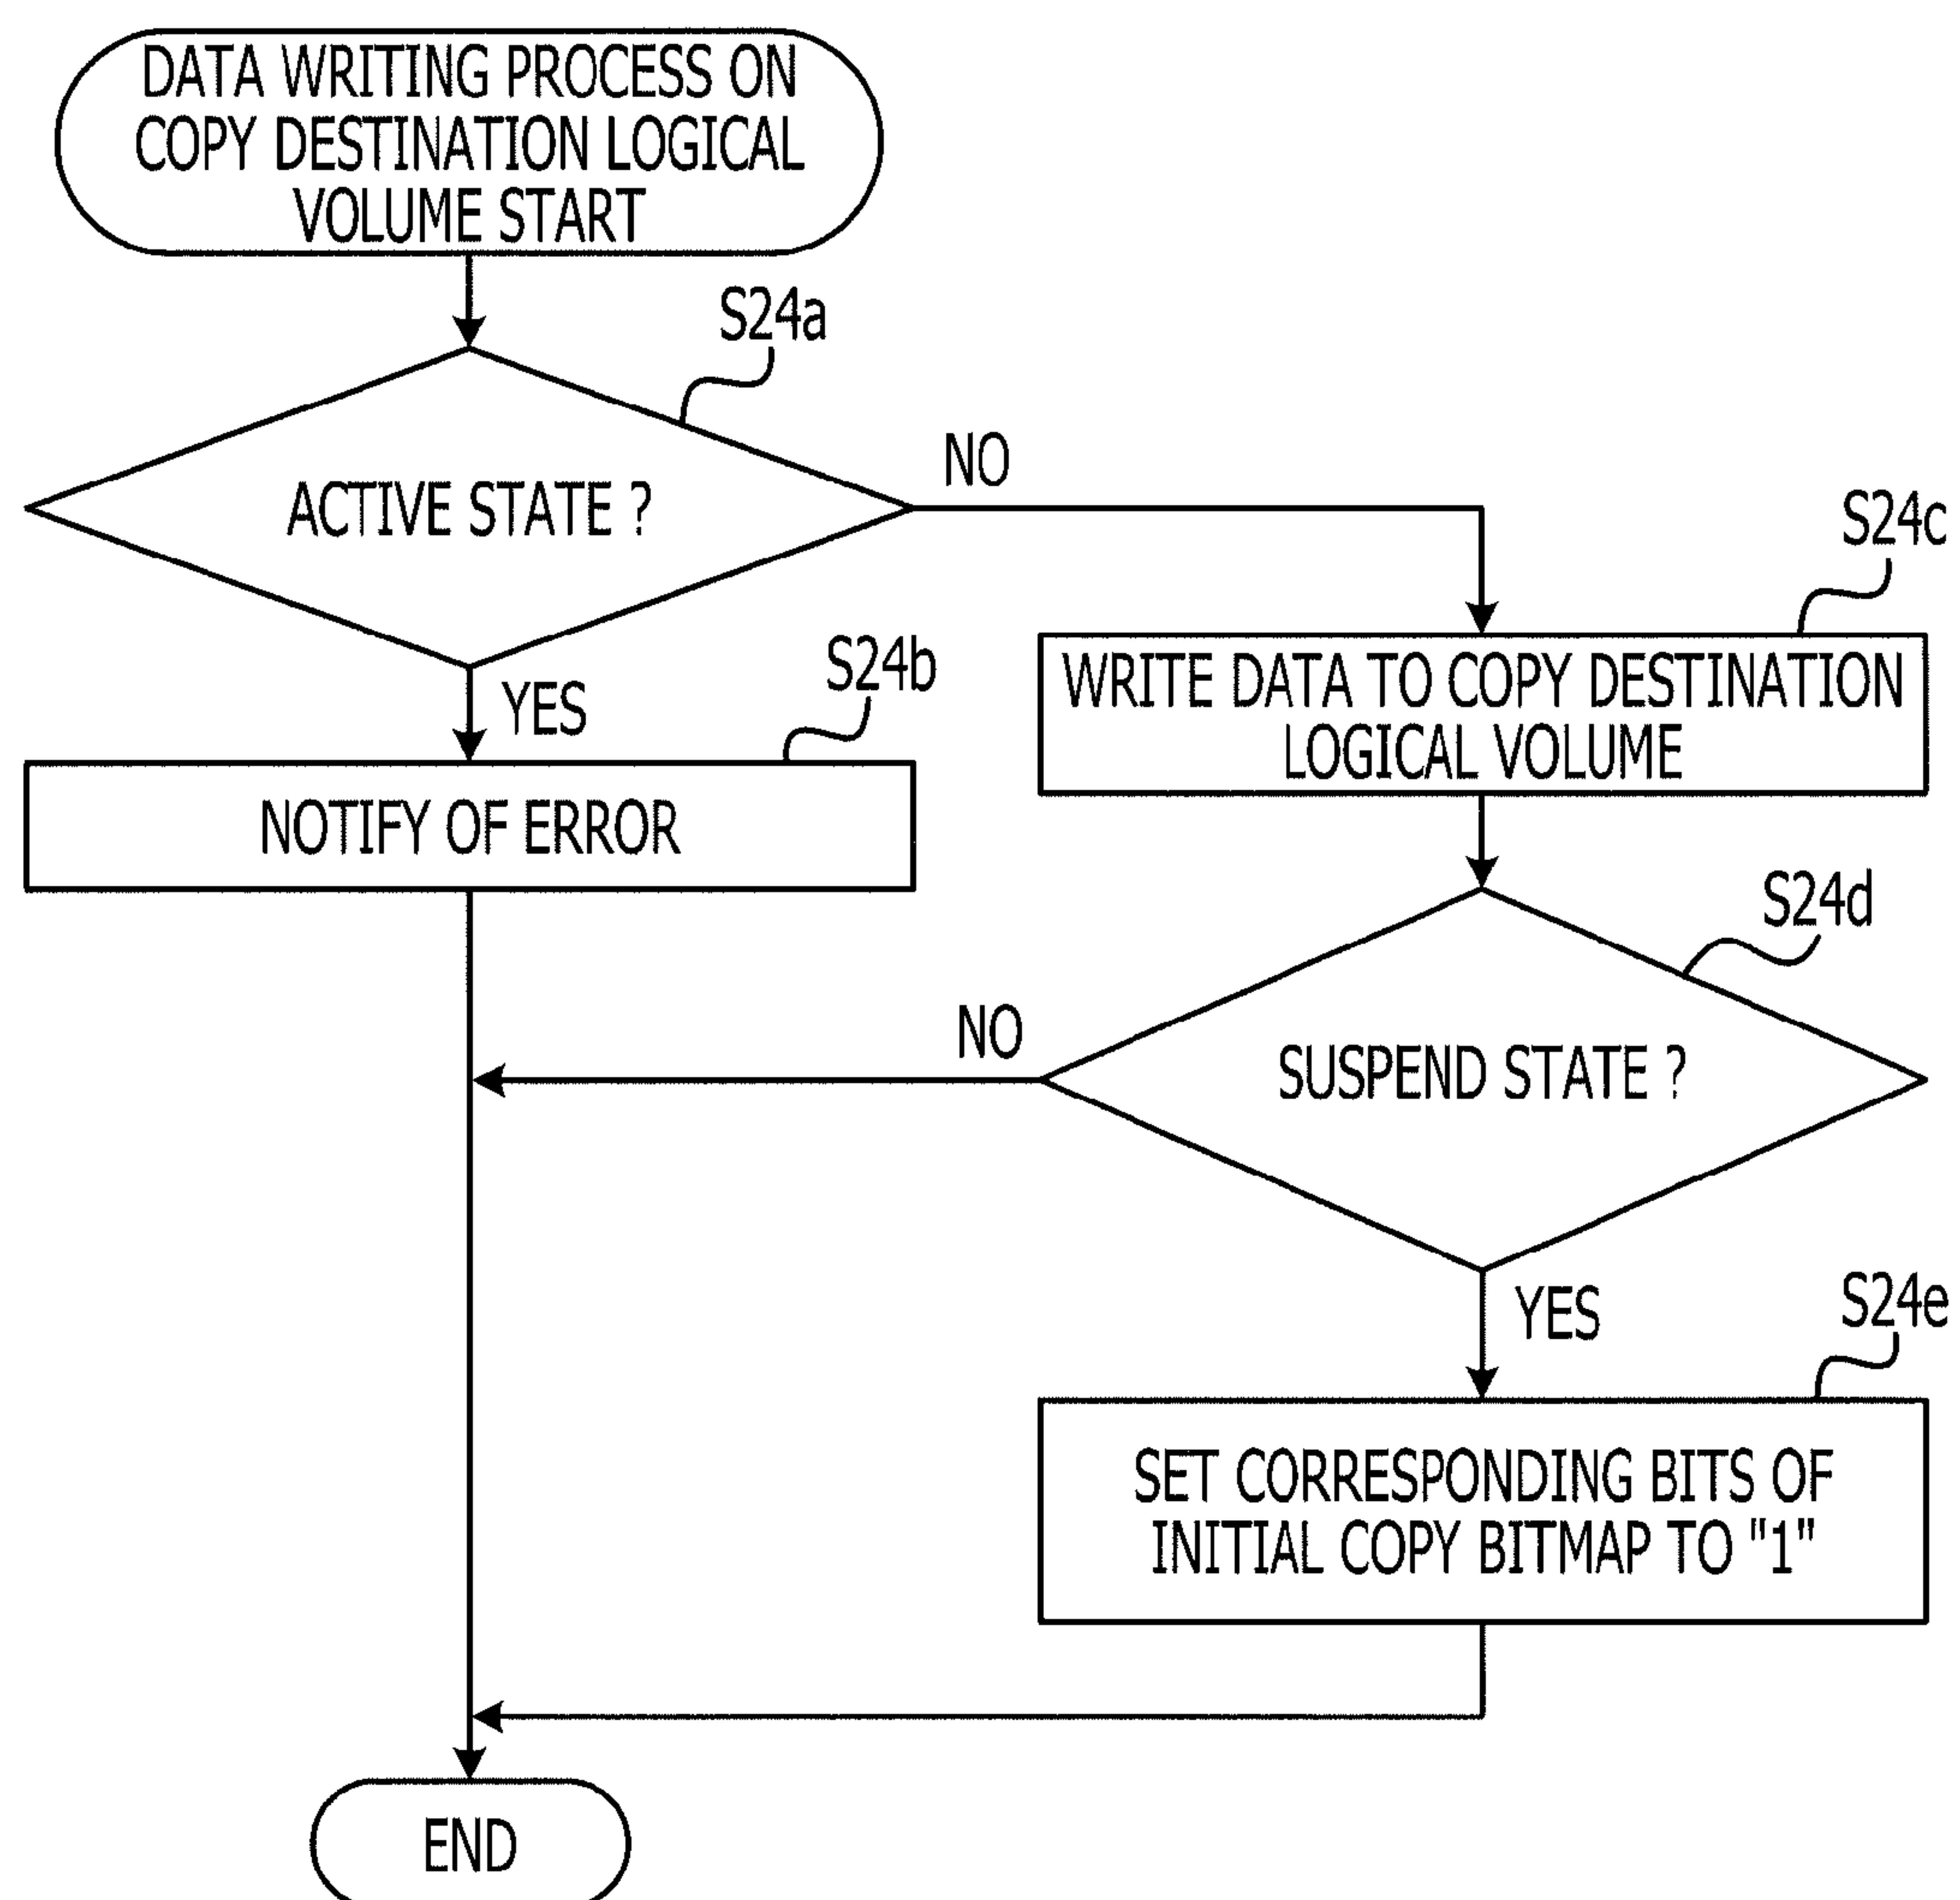 DATA WRITING PROCESS ON
COPY DESTINATION LOGICAL
VOLUME START
S24a
ACTIVE STATE ?
NO
YES
S24b
NOTIFY OF ERROR
S24c
WRITE DATA TO COPY DESTINATION
LOGICAL VOLUME
S24d
SUSPEND STATE ?
NO
YES
S24e
SET CORRESPONDING BITS OF
INITIAL COPY BITMAP TO "1"
END